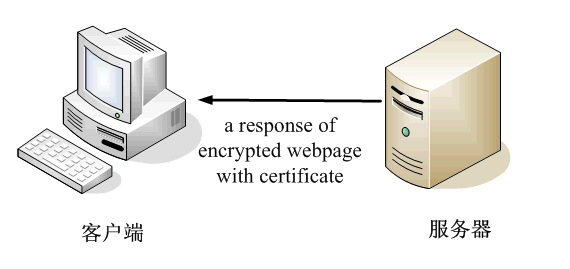 a response of
encrypted webpage
with certificate
客户端
服务器